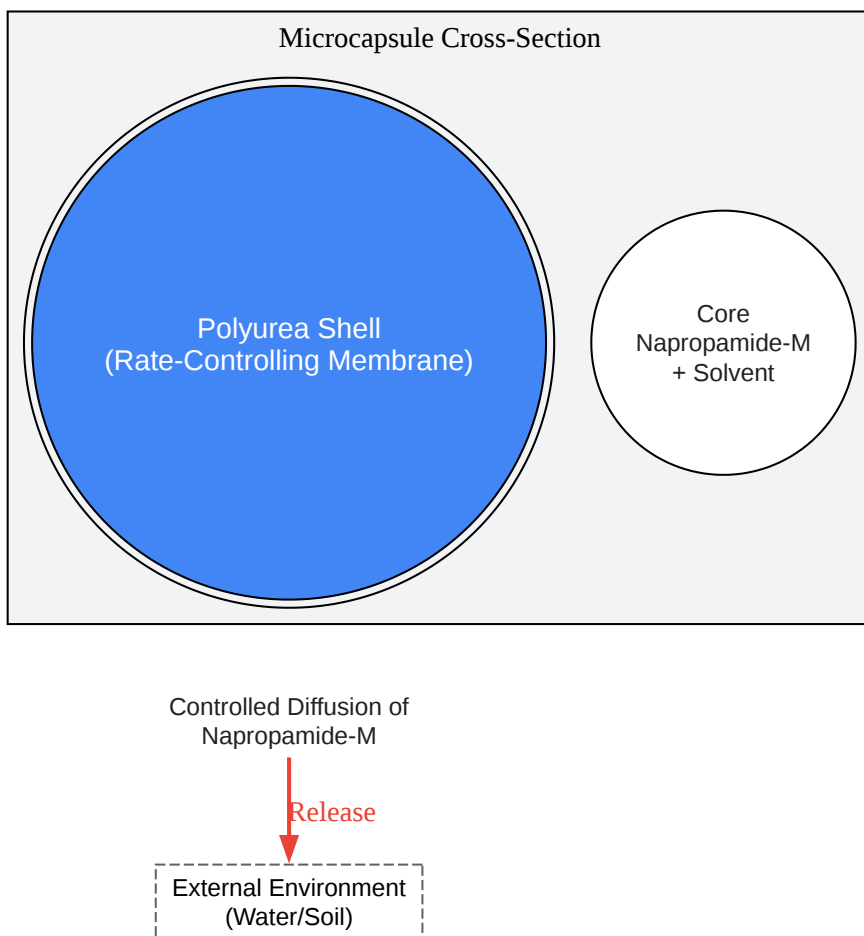 Microcapsule Cross-Section
Polyurea Shell
(Rate-Controlling Membrane)
Core
Napropamide-M
+ Solvent
Controlled Diffusion of
Napropamide-M
Release
External Environment
(Water/Soil)